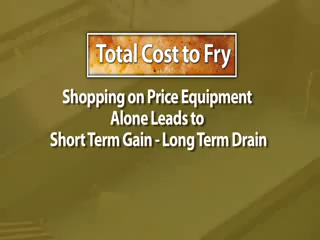 Total Cost to Fry
Shopping on Price Equipment
Alone Leads to
Short Term Gain - Long Term Drain